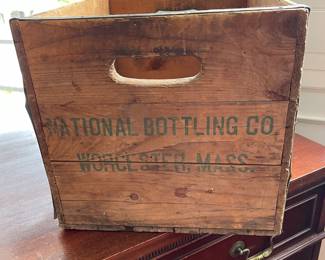 NATIONAL BOTTLING CO.
WORCESTER, MASS.